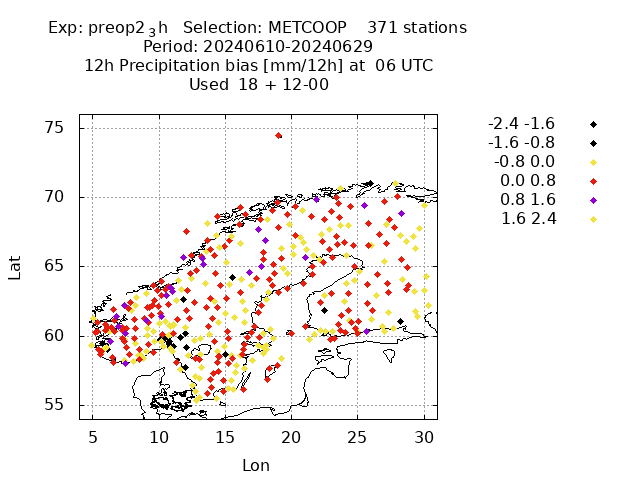 Exp: preop2₃h   Selection: METCOOP    371 stations
Period: 20240610-20240629
12h Precipitation bias [mm/12h] at  06 UTC
Used  18 + 12-00
-2.4 -1.6
-1.6 -0.8
-0.8 0.0
0.0 0.8
0.8 1.6
1.6 2.4
75
70
65
60
55
Lat
5 10 15 20 25 30
Lon